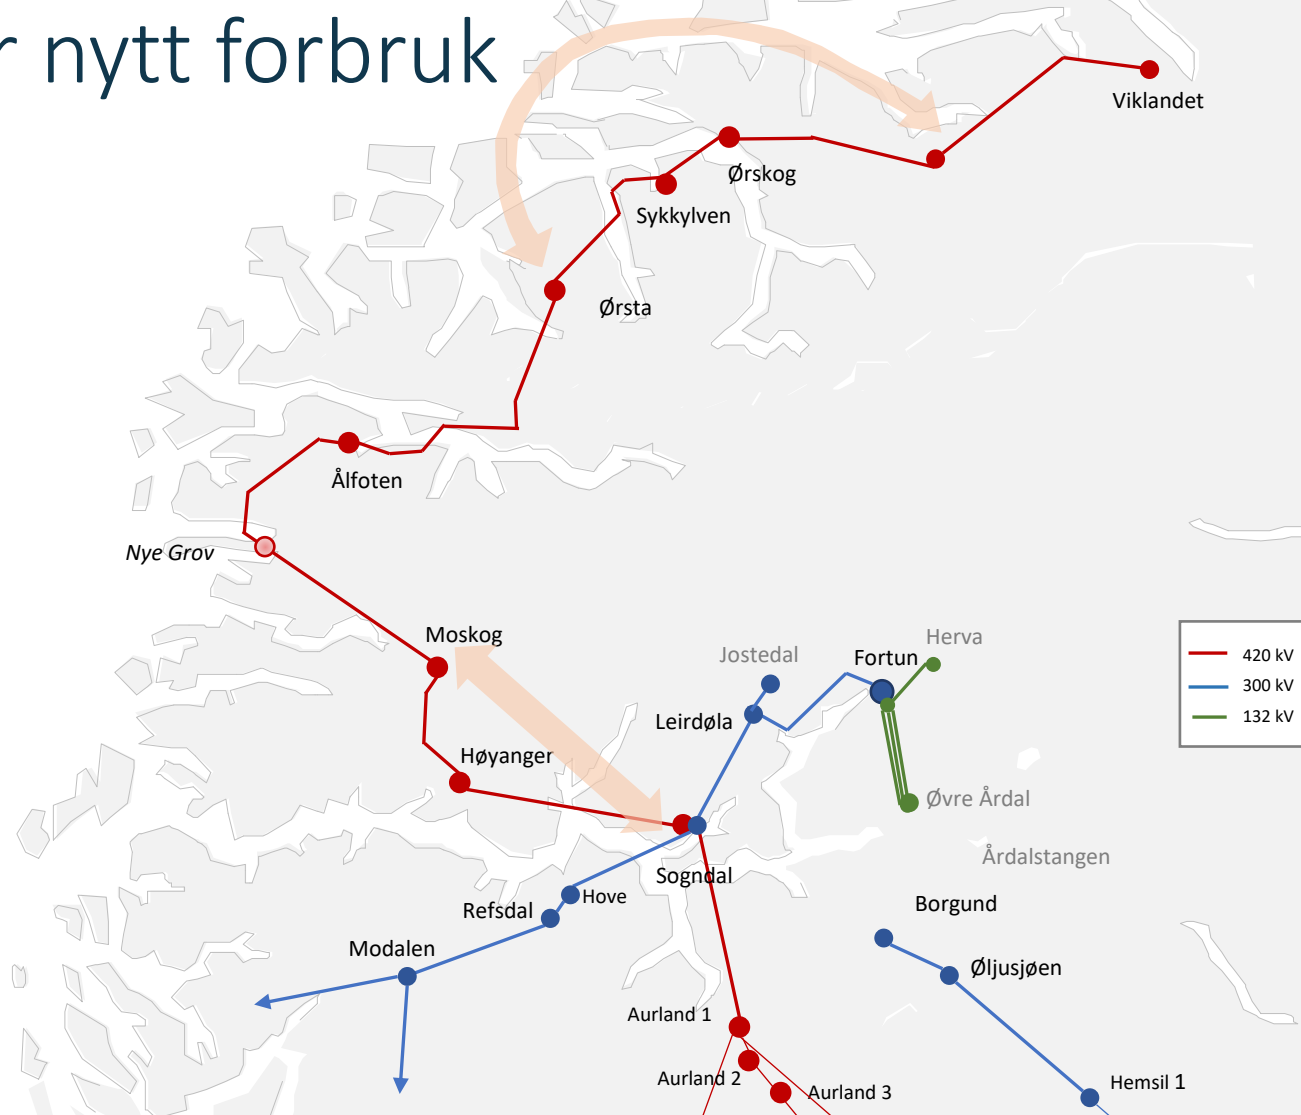 r nytt forbruk
Viklandet
Ørskog
Sykkylven
Ørsta
Ålfoten
Nye Grov
Moskog
Herva
Jostedal
Fortun
420 kV
300 kV
132 kV
Leirdøla
Høyanger
Øvre Årdal
Årdalstangen
Sogndal
Hove
Refsdal
Borgund
Modalen
Øljusjøen
Aurland 1
Aurland 2
Aurland 3
Hemsil 1